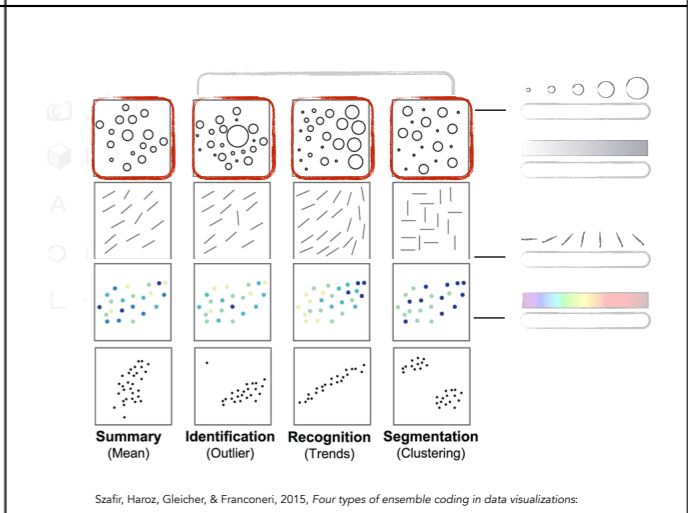 A
Summary Identification Recognition Segmentation
(Mean) (Outlier) (Trends) (Clustering)
Szafir, Haroz, Gleicher, & Franconeri, 2015, Four types of ensemble coding in data visualizations: